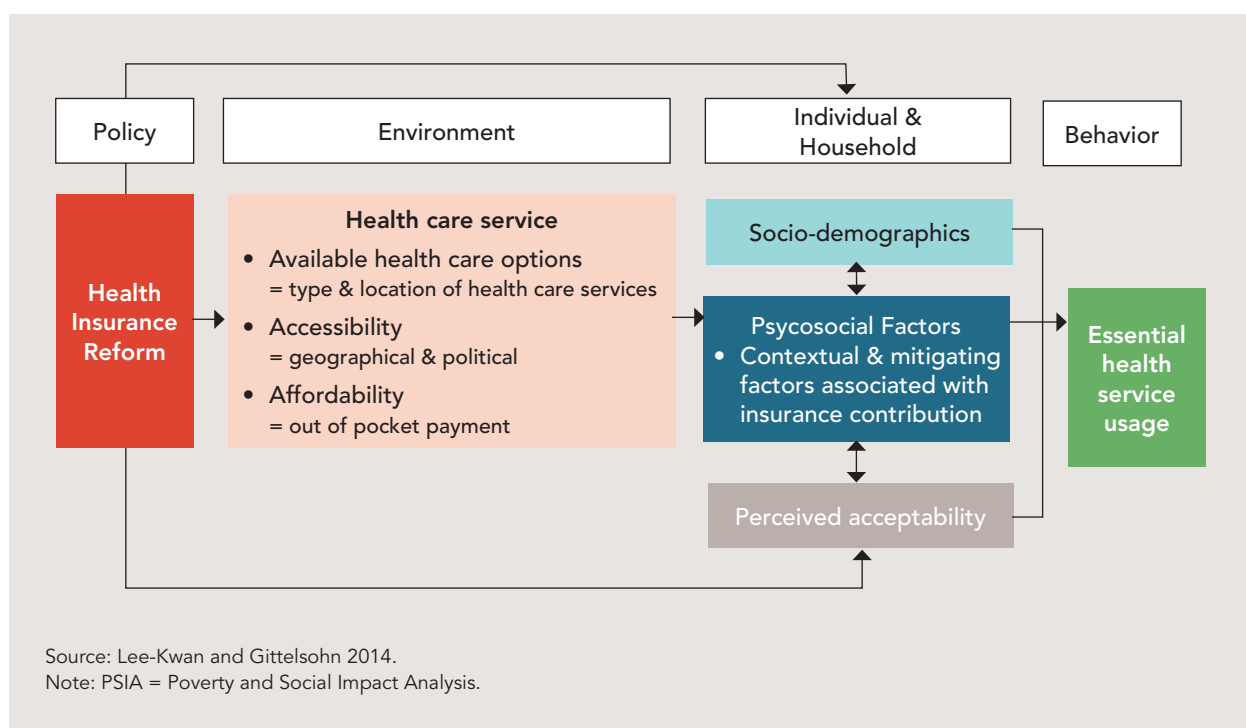 Policy
Environment
Individual &
Household
Behavior
Health
Insurance
Reform
Health care service
• Available health care options
= type & location of health care services
• Accessibility
= geographical & political
• Affordability
= out of pocket payment
Socio-demographics
Psycosocial Factors
• Contextual & mitigating
factors associated with
insurance contribution
Perceived acceptability
Essential
health
service
usage
Source: Lee-Kwan and Gittelsohn 2014.
Note: PSIA = Poverty and Social Impact Analysis.